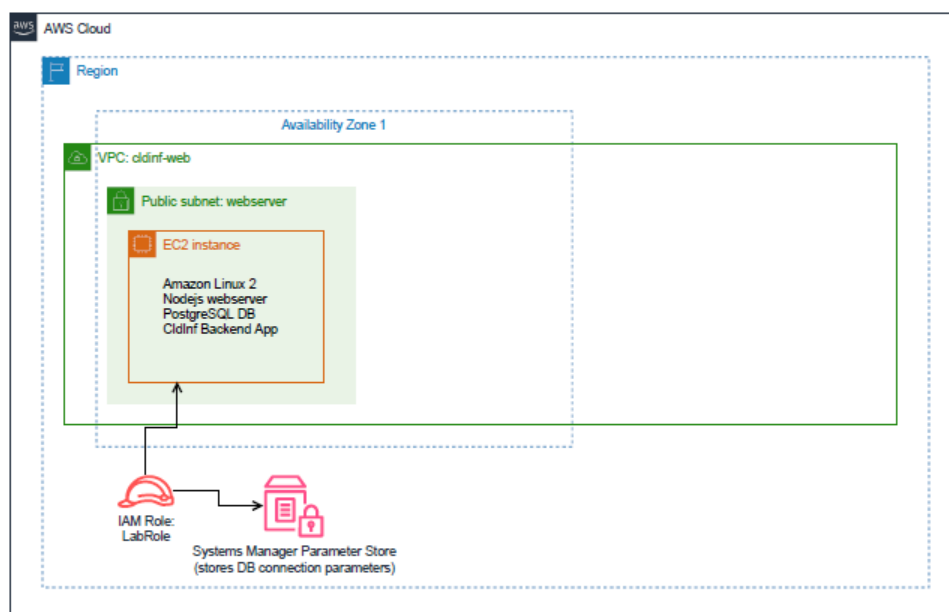 aws
AWS Cloud
Region
Availability Zone 1
VPC: cldinf-web
Public subnet: webserver
EC2 instance
Amazon Linux 2
Nodejs webserver
PostgreSQL DB
CldInf Backend App
IAM Role:
LabRole
Systems Manager Parameter Store
(stores DB connection parameters)